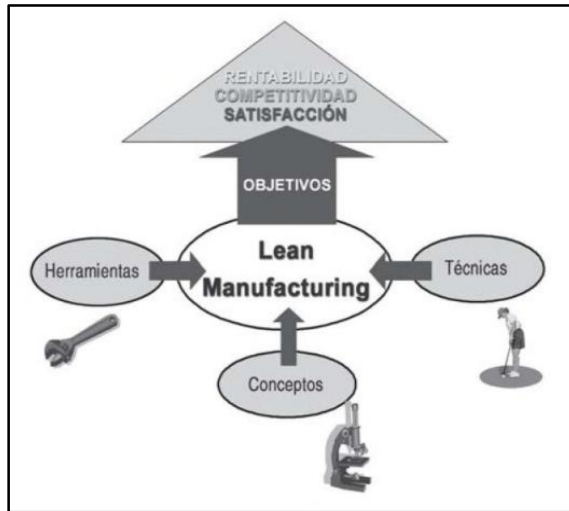 RENTABILIDAD
COMPETITIVIDAD
SATISFACCIÓN
OBJETIVOS
Lean
Manufacturing
Herramientas
Técnicas
Conceptos